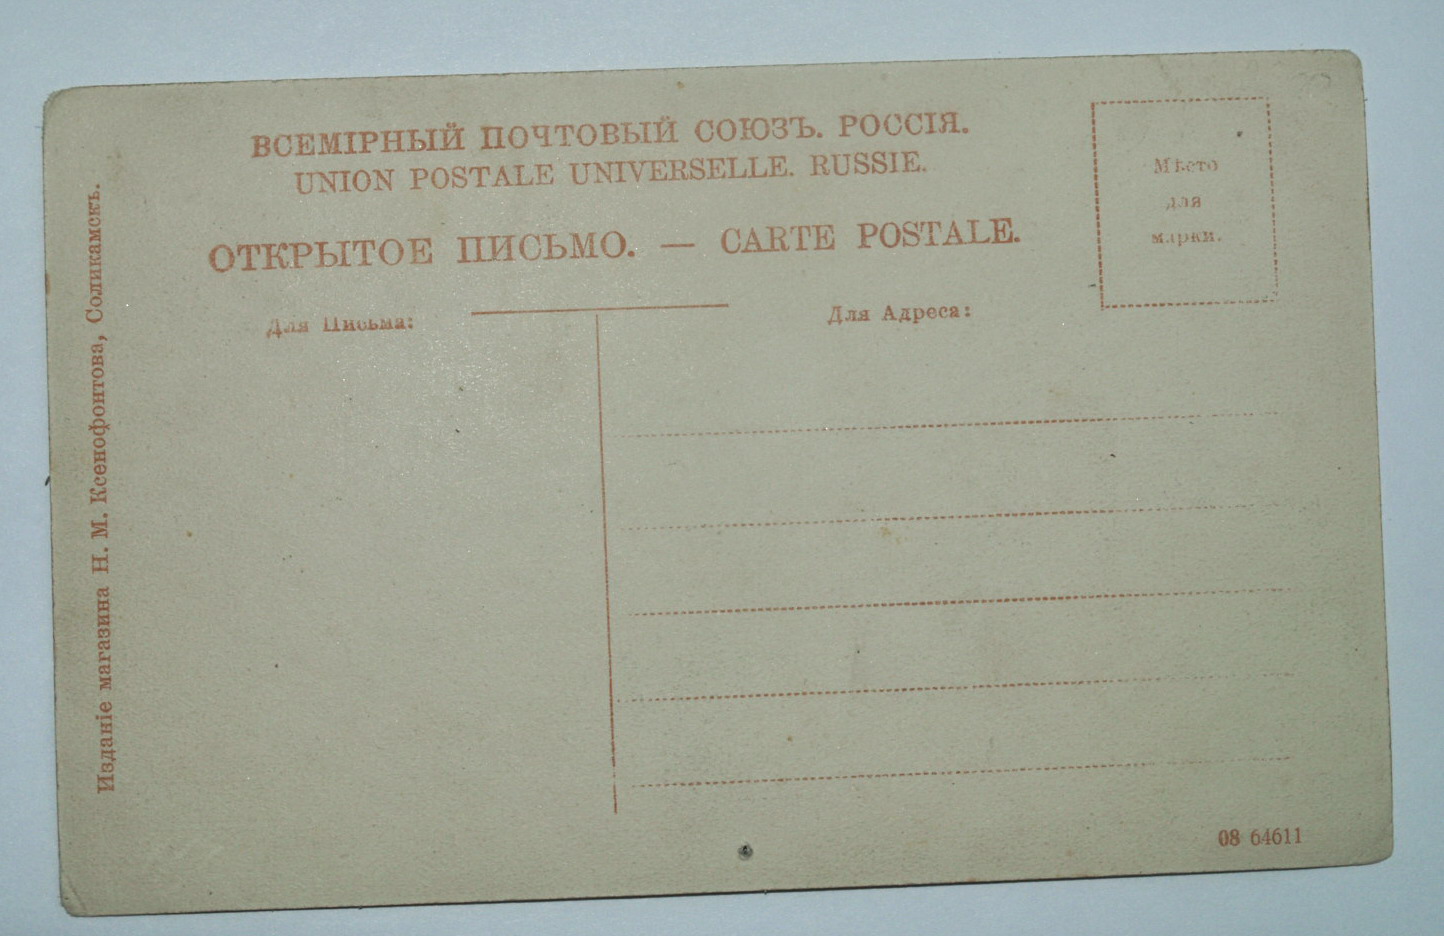 ВСЕМІРНЫЙ ПОЧТОВЫЙ СОЮЗЪ. РОССІЯ.
UNION POSTALE UNIVERSELLE. RUSSIE.
ОТКРЫТОЕ ПИСЬМО. — CARTE POSTALE.
Мѣсто
для
марки.
Для Письма:
Для Адреса:
Изданіе магазина Н. М. Ксенофонтова, Соликамскъ.
08 64611